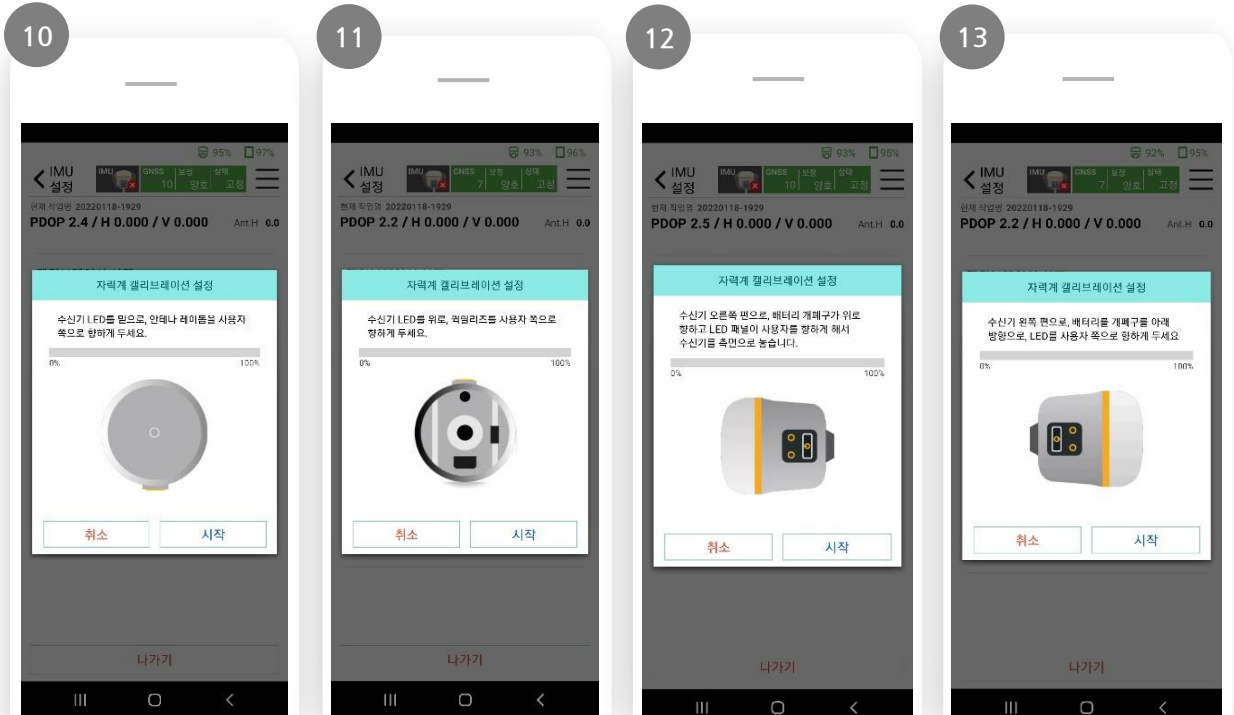 10
95% 97%
IMU
설정
IMU
GNSS 보정 상태
10 양호 고정
현재 작업명 20220118-1929
PDOP 2.4 / H 0.000 / V 0.000 Ant.H 0.0
자력계 캘리브레이션 설정
수신기 LED를 밑으로, 안테나 레이돔을 사용자
쪽으로 향하게 두세요.
0% 100%
취소 시작
나가기
11
93% 96%
IMU
설정
IMU
GNSS 보정 상태
7 양호 고정
현재 작업명 20220118-1929
PDOP 2.2 / H 0.000 / V 0.000 Ant.H 0.0
자력계 캘리브레이션 설정
수신기 LED를 위로, 퀵릴리즈를 사용자 쪽으로
향하게 두세요.
0% 100%
취소 시작
나가기
12
93% 95%
IMU
설정
IMU
GNSS 보정 상태
10 양호 고정
현재 작업명 20220118-1929
PDOP 2.5 / H 0.000 / V 0.000 Ant.H 0.0
자력계 캘리브레이션 설정
수신기 오른쪽 편으로, 배터리 개폐구가 위로
향하고 LED 패널이 사용자를 향하게 해서
수신기를 측면으로 놓습니다.
0% 100%
취소 시작
나가기
13
92% 95%
IMU
설정
IMU
GNSS 보정 상태
7 양호 고정
현재 작업명 20220118-1929
PDOP 2.2 / H 0.000 / V 0.000 Ant.H 0.0
자력계 캘리브레이션 설정
수신기 왼쪽 편으로, 배터리를 개폐구를 아래
방향으로, LED를 사용자 쪽으로 향하게 두세요
0% 100%
취소 시작
나가기